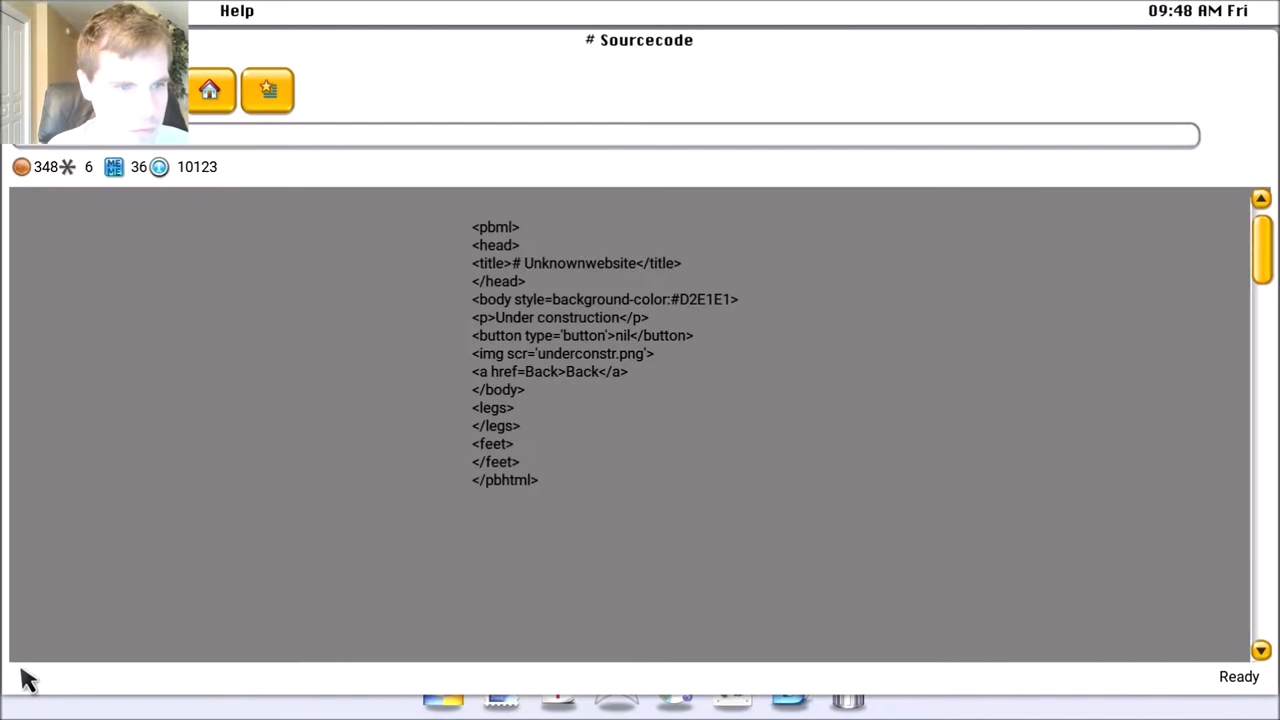 Help
09:48 AM Fri
# Sourcecode
348 6 ME ME 36 10123
<pbml>
<head>
<title># Unknownwebsite</title>
</head>
<body style=background-color:#D2E1E1>
<p>Under construction</p>
<button type='button'>nil</button>
<img scr='underconstr.png'>
<a href=Back>Back</a>
</body>
<legs>
</legs>
<feet>
</feet>
</pbhtml>
Ready